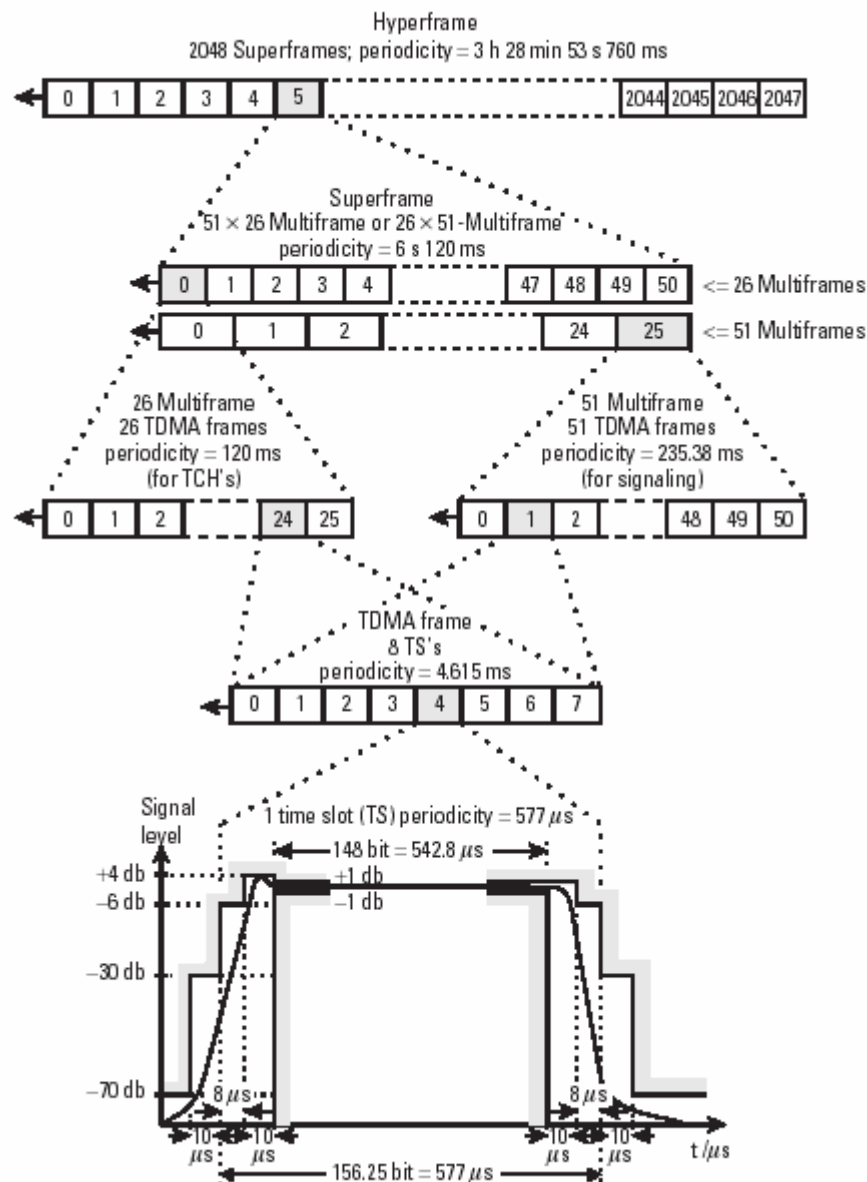 Hyperframe
2048 Superframes; periodicity = 3 h 28 min 53 s 760 ms
0 1 2 3 4 5 2044 2045 2046 2047
Superframe
51 × 26 Multiframe or 26 × 51-Multiframe
periodicity = 6 s 120 ms
0 1 2 3 4 47 48 49 50 <= 26 Multiframes
0 1 2 24 25 <= 51 Multiframes
26 Multiframe
26 TDMA frames
periodicity = 120 ms
(for TCH's)
51 Multiframe
51 TDMA frames
periodicity = 235.38 ms
(for signaling)
0 1 2 24 25
0 1 2 48 49 50
TDMA frame
8 TS's
periodicity = 4.615 ms
0 1 2 3 4 5 6 7
Signal
level
1 time slot (TS) periodicity = 577 µs
148 bit = 542.8 µs
+4 db
+1 db
−6 db
−1 db
−30 db
−70 db
8 µs
8 µs
10 µs
10 µs
10 µs
10 µs
t/µs
156.25 bit = 577 µs